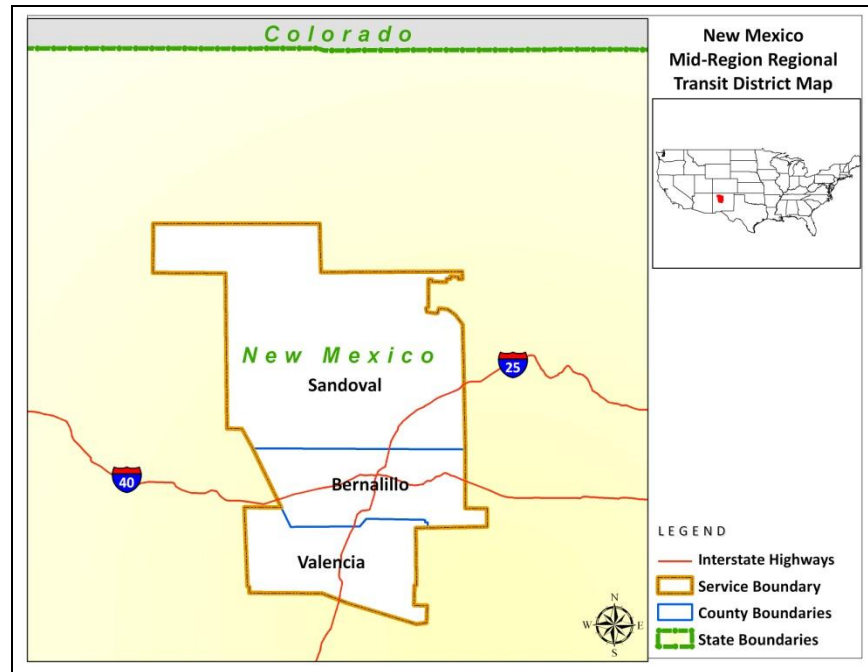 Colorado
New Mexico
Mid-Region Regional
Transit District Map
New Mexico
Sandoval
25
40
Bernalillo
Valencia
LEGEND
Interstate Highways
Service Boundary
County Boundaries
State Boundaries
N
W
E
S